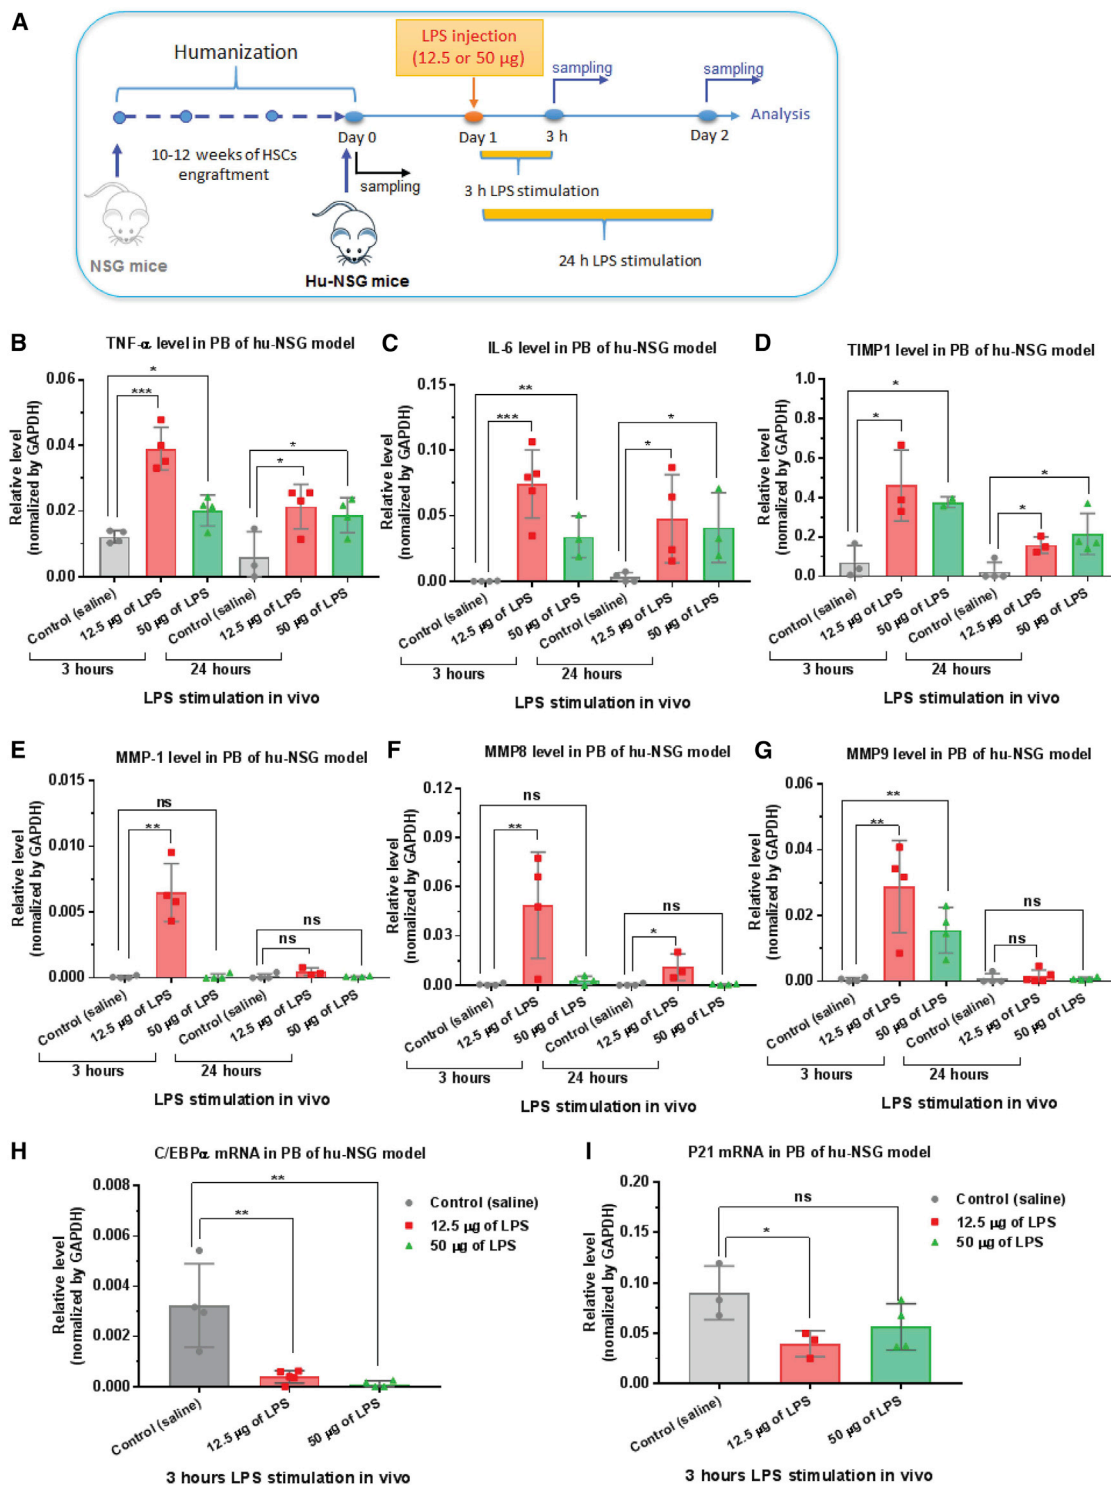 A
Humanization
LPS injection
(12.5 or 50 µg)
sampling
sampling
Analysis
Day 0
Day 1
3 h
Day 2
10-12 weeks of HSCs
engraftment
sampling
3 h LPS stimulation
24 h LPS stimulation
NSG mice
Hu-NSG mice
B
TNF-α level in PB of hu-NSG model
Relative level
(nomalized by GAPDH)
0.06
0.04
0.02
0.00
*
***
*
*
Control (saline)
12.5 µg of LPS
50 µg of LPS
Control (saline)
12.5 µg of LPS
50 µg of LPS
3 hours
24 hours
LPS stimulation in vivo
C
IL-6 level in PB of hu-NSG model
Relative level
(nomalized by GAPDH)
0.15
0.10
0.05
0.00
**
***
*
*
Control (saline)
12.5 µg of LPS
50 µg of LPS
Control (saline)
12.5 µg of LPS
50 µg of LPS
3 hours
24 hours
LPS stimulation in vivo
D
TIMP1 level in PB of hu-NSG model
Relative level
(nomalized by GAPDH)
1.0
0.8
0.6
0.4
0.2
0.0
*
*
*
*
Control (saline)
12.5 µg of LPS
50 µg of LPS
Control (saline)
12.5 µg of LPS
50 µg of LPS
3 hours
24 hours
LPS stimulation in vivo
E
MMP-1 level in PB of hu-NSG model
Relative level
(nomalized by GAPDH)
0.015
0.010
0.005
0.000
ns
**
ns
ns
Control (saline)
12.5 µg of LPS
50 µg of LPS
Control (saline)
12.5 µg of LPS
50 µg of LPS
3 hours
24 hours
LPS stimulation in vivo
F
MMP8 level in PB of hu-NSG model
Relative level
(nomalized by GAPDH)
0.12
0.09
0.06
0.03
0.00
ns
**
ns
*
Control (saline)
12.5 µg of LPS
50 µg of LPS
Control (saline)
12.5 µg of LPS
50 µg of LPS
3 hours
24 hours
LPS stimulation in vivo
G
MMP9 level in PB of hu-NSG model
Relative level
(nomalized by GAPDH)
0.06
0.04
0.02
0.00
**
**
ns
ns
Control (saline)
12.5 µg of LPS
50 µg of LPS
Control (saline)
12.5 µg of LPS
50 µg of LPS
3 hours
24 hours
LPS stimulation in vivo
H
C/EBPα mRNA in PB of hu-NSG model
Relative level
(nomalized by GAPDH)
0.008
0.006
0.004
0.002
0.000
**
**
Control (saline)
12.5 µg of LPS
50 µg of LPS
Control (saline)
12.5 µg of LPS
50 µg of LPS
3 hours LPS stimulation in vivo
I
P21 mRNA in PB of hu-NSG model
Relative level
(nomalized by GAPDH)
0.20
0.15
0.10
0.05
0.00
ns
*
Control (saline)
12.5 µg of LPS
50 µg of LPS
Control (saline)
12.5 µg of LPS
50 µg of LPS
3 hours LPS stimulation in vivo